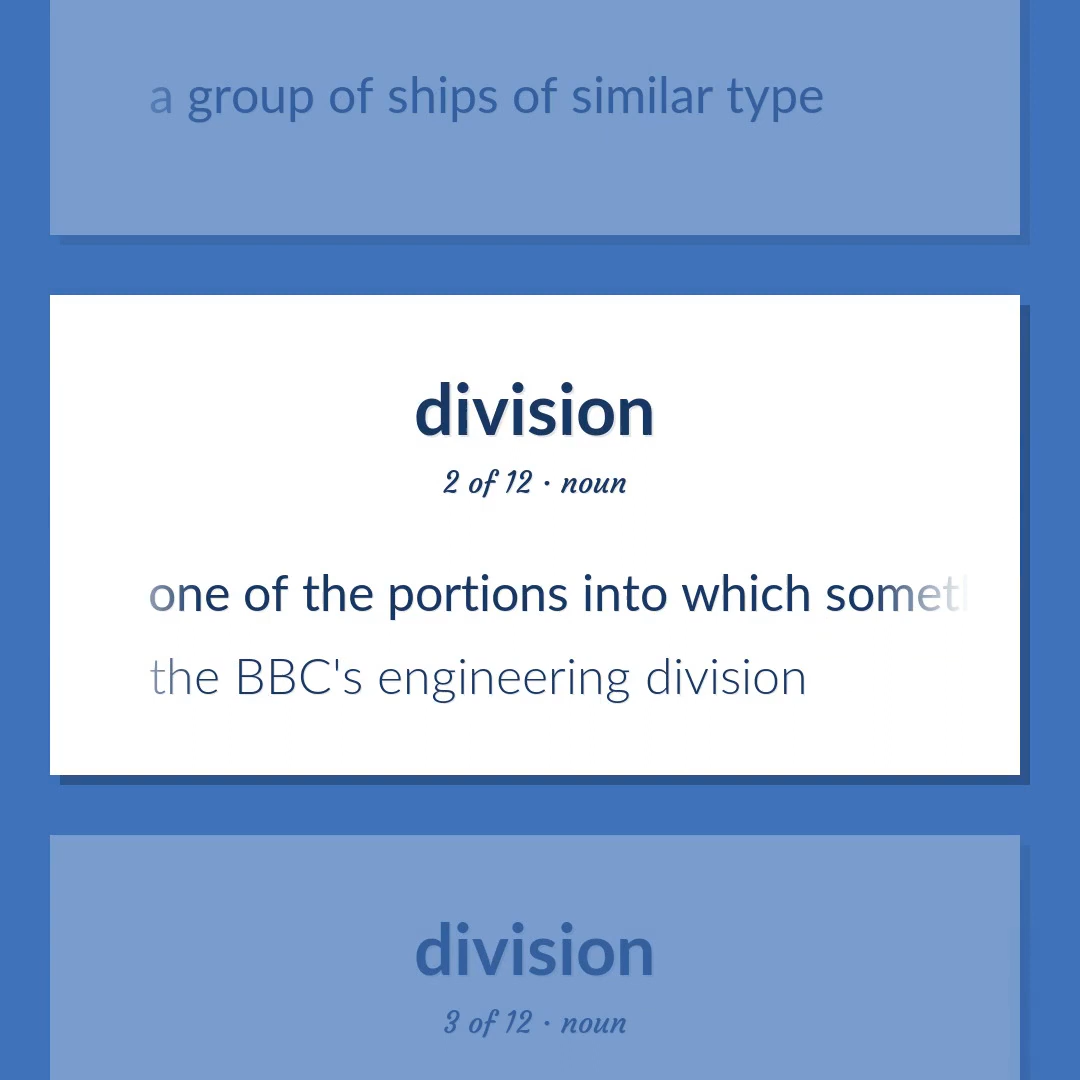 a group of ships of similar type
division
2 of 12 · noun
one of the portions into which
the BBC's engineering division
division
3 of 12 · noun